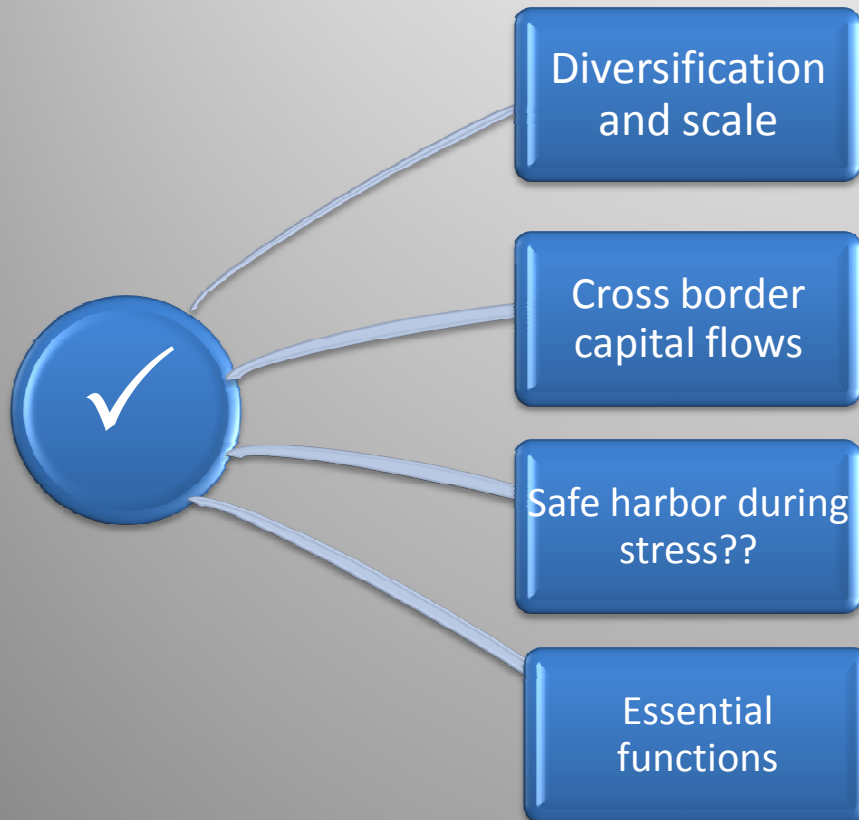 Diversification
and scale
✓
Cross border
capital flows
Safe harbor during
stress??
Essential
functions